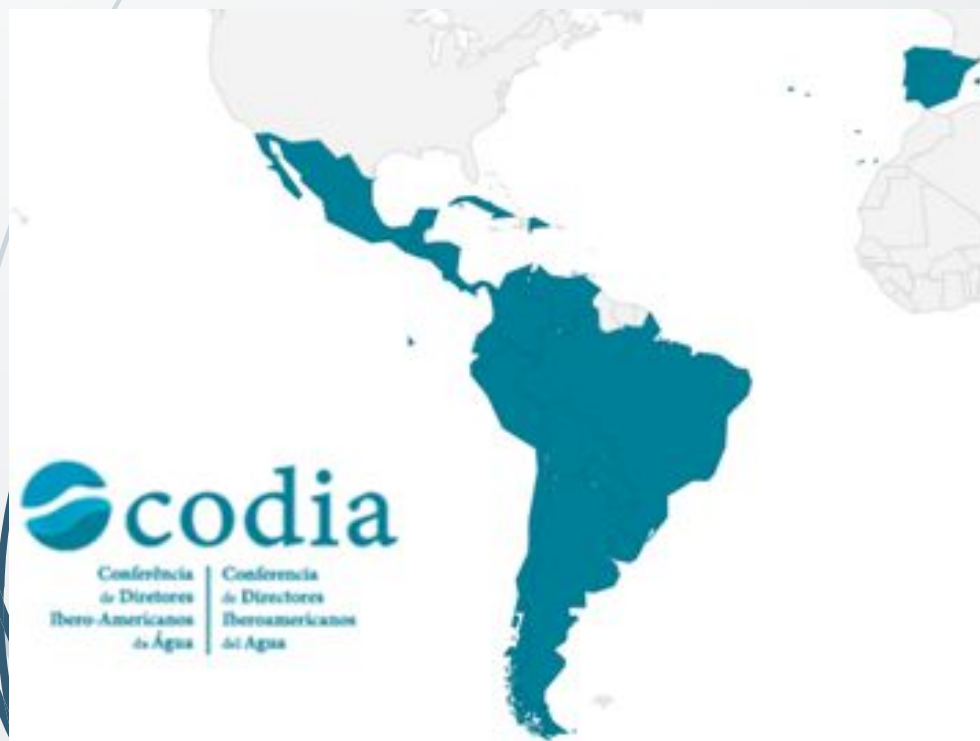 codia
Conferência
de Diretores
Ibero-Americanos
da Água
Conferencia
de Directores
Iberoamericanos
del Agua